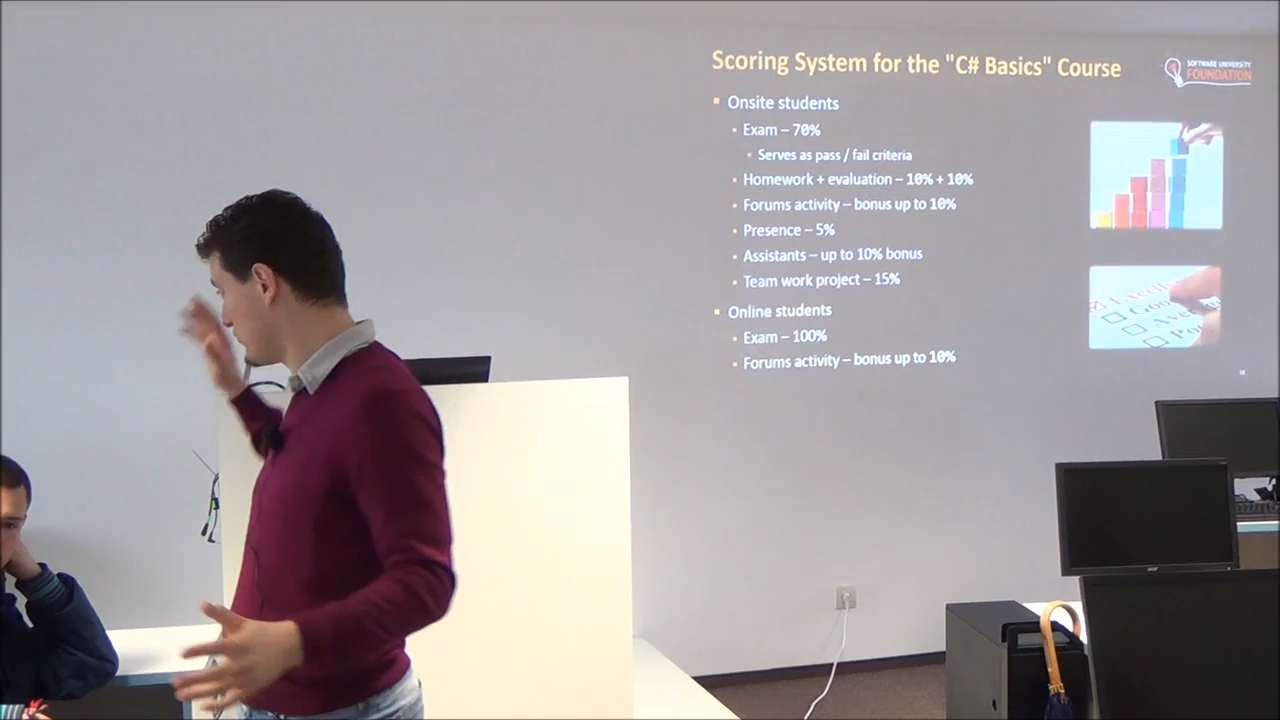 Scoring System for the "C# Basics" Course
SOFTWARE UNIVERSITY
FOUNDATION
Onsite students
Exam – 70%
Serves as pass / fail criteria
Homework + evaluation – 10% + 10%
Forums activity – bonus up to 10%
Presence – 5%
Assistants – up to 10% bonus
Team work project – 15%
Online students
Exam – 100%
Forums activity – bonus up to 10%